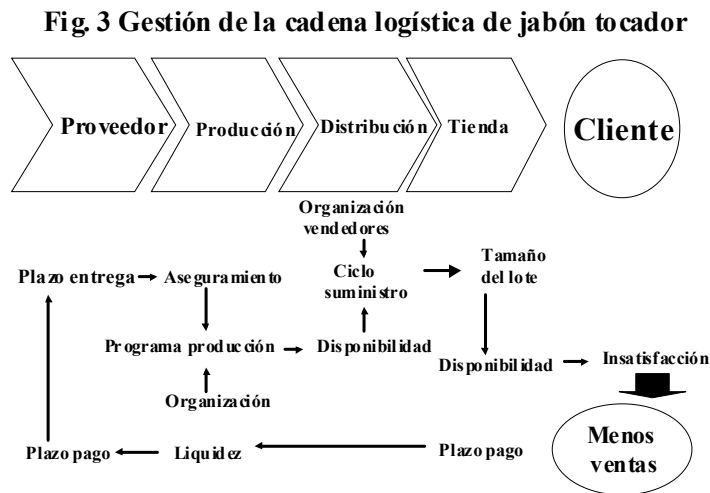 Fig. 3 Gestión de la cadena logística de jabón tocador
Proveedor
Producción
Distribución
Tienda
Cliente
Organización
vendedores
Plazo entrega
Aseguramiento
Ciclo
suministro
Tamaño
del lote
Programa producción
Disponibilidad
Disponibilidad
Insatisfacción
Organización
Plazo pago
Liquidez
Plazo pago
Menos
ventas